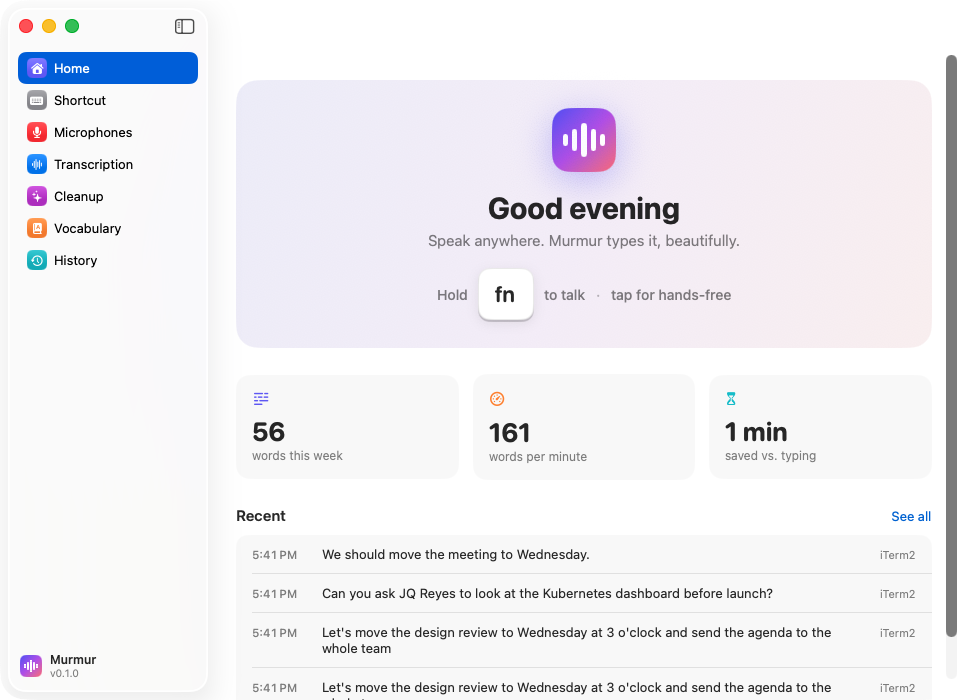 Home
Shortcut
Microphones
Transcription
Cleanup
Vocabulary
History
Murmur
v0.1.0
Good evening
Speak anywhere. Murmur types it, beautifully.
Hold fn to talk · tap for hands-free
56
words this week
161
words per minute
1 min
saved vs. typing
Recent
See all
5:41 PM We should move the meeting to Wednesday. iTerm2
5:41 PM Can you ask JQ Reyes to look at the Kubernetes dashboard before launch? iTerm2
5:41 PM Let's move the design review to Wednesday at 3 o'clock and send the agenda to the iTerm2
whole team
5:41 PM Let's move the design review to Wednesday at 3 o'clock and send the agenda to the iTerm2